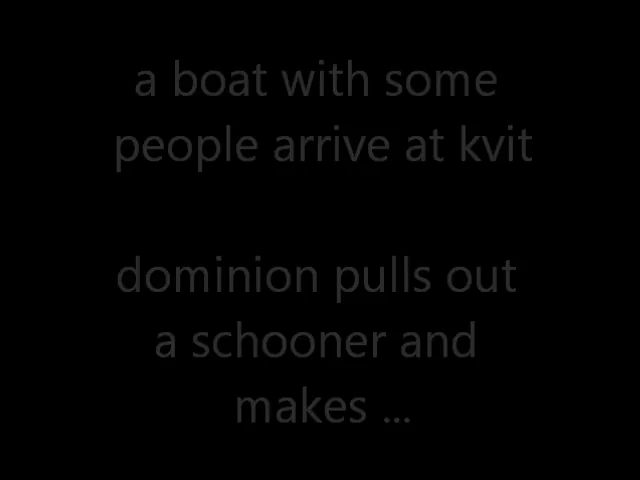 a boat with some
people arrive at kvit
dominion pulls out
a schooner and
makes ...